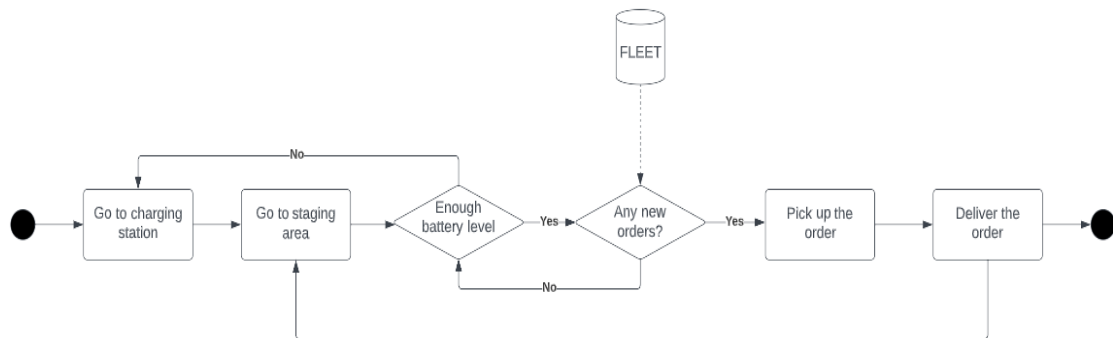 FLEET
No
Go to charging
station
Go to staging
area
Enough
battery level
Yes
Any new
orders?
Yes
Pick up the
order
Deliver the
order
No